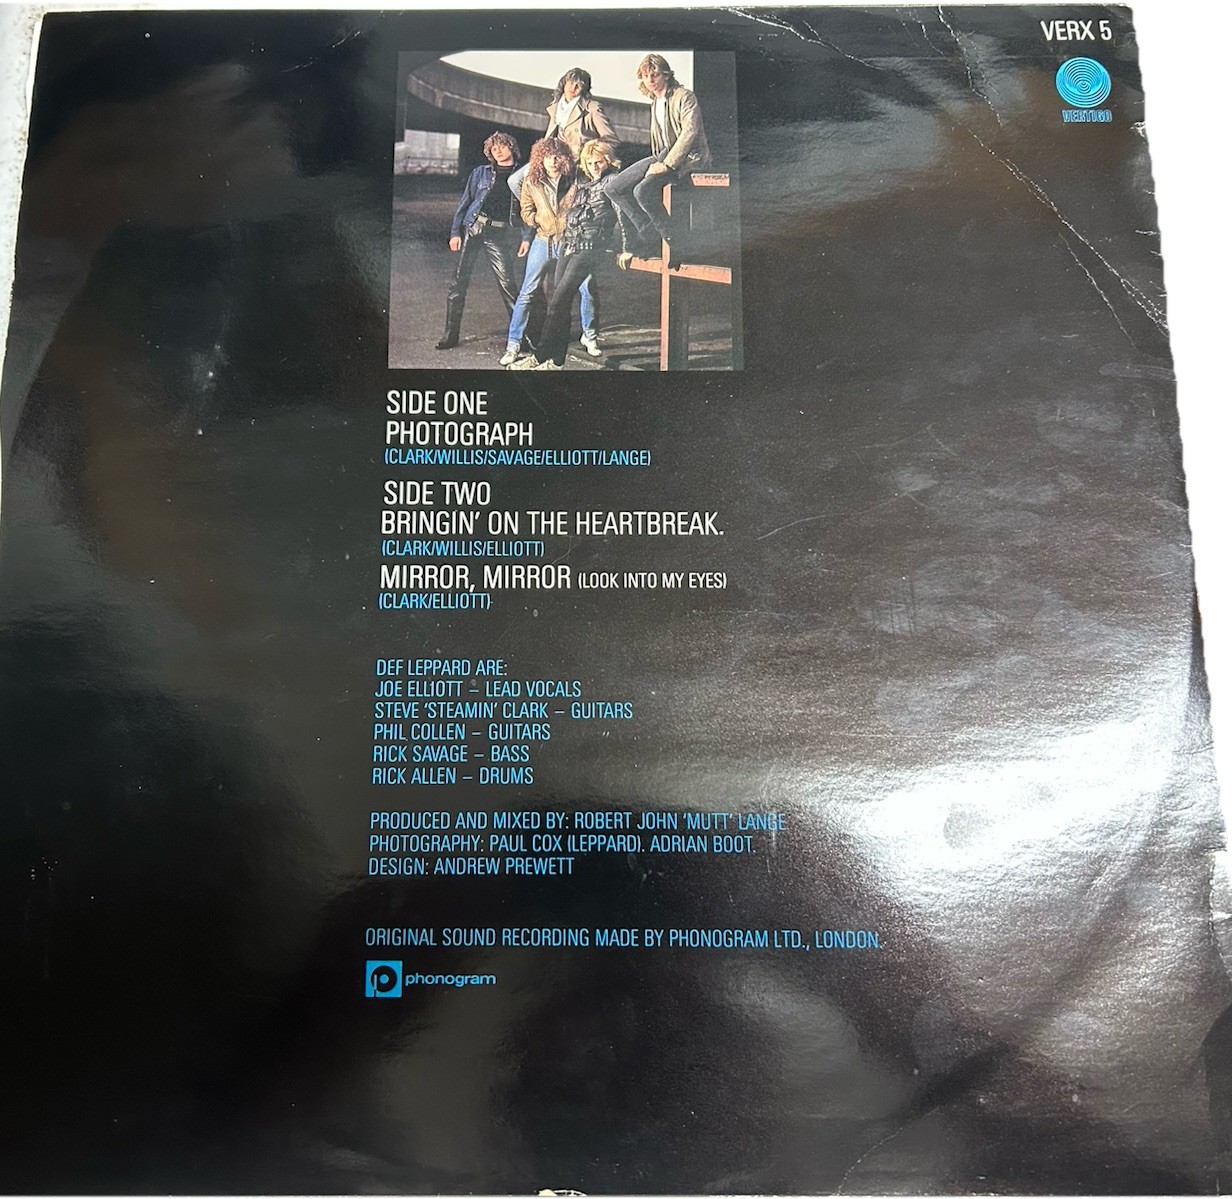 VERX 5
VERTIGO
SIDE ONE
PHOTOGRAPH
(CLARK/WILLIS/SAVAGE/ELLIOTT/LANGE)
SIDE TWO
BRINGIN' ON THE HEARTBREAK.
(CLARK/WILLIS/ELLIOTT)
MIRROR, MIRROR (LOOK INTO MY EYES)
(CLARK/ELLIOTT)
DEF LEPPARD ARE:
JOE ELLIOTT – LEAD VOCALS
STEVE 'STEAMIN' CLARK – GUITARS
PHIL COLLEN – GUITARS
RICK SAVAGE – BASS
RICK ALLEN – DRUMS
PRODUCED AND MIXED BY: ROBERT JOHN 'MUTT' LANGE
PHOTOGRAPHY: PAUL COX (LEPPARD). ADRIAN BOOT.
DESIGN: ANDREW PREWETT
ORIGINAL SOUND RECORDING MADE BY PHONOGRAM LTD., LONDON.
phonogram